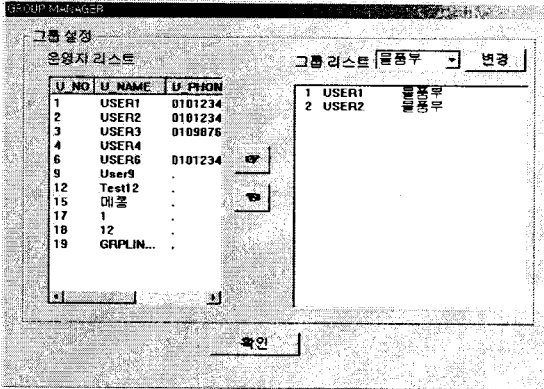 GROUP MANAGER
그룹 설정
운영자 리스트
그룹 리스트 물품부 변경
U_NO U_NAME U_PHON
1 USER1 0101234
2 USER2 0101234
3 USER3 0109876
4 USER4
6 USER6 0101234
9 User9 .
12 Test12 .
15 메롱 .
17 1 .
18 12 .
19 GRPLIN... .
1 USER1 물품부
2 USER2 물품부
확인